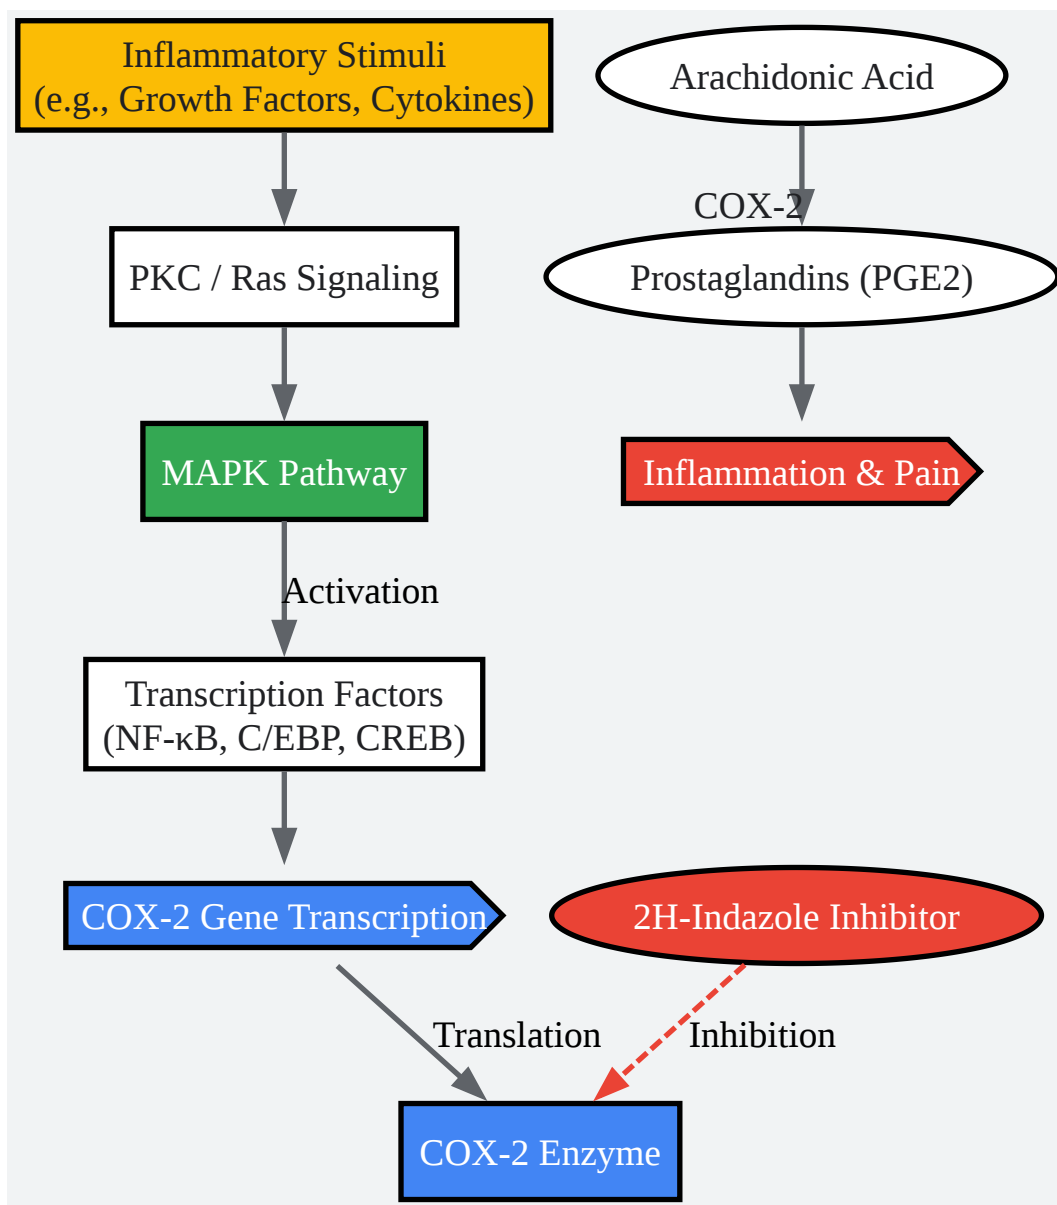 Inflammatory Stimuli
(e.g., Growth Factors, Cytokines)
Arachidonic Acid
COX-2
PKC / Ras Signaling
Prostaglandins (PGE2)
MAPK Pathway
Inflammation & Pain
Activation
Transcription Factors
(NF-κB, C/EBP, CREB)
COX-2 Gene Transcription
2H-Indazole Inhibitor
Translation
Inhibition
COX-2 Enzyme